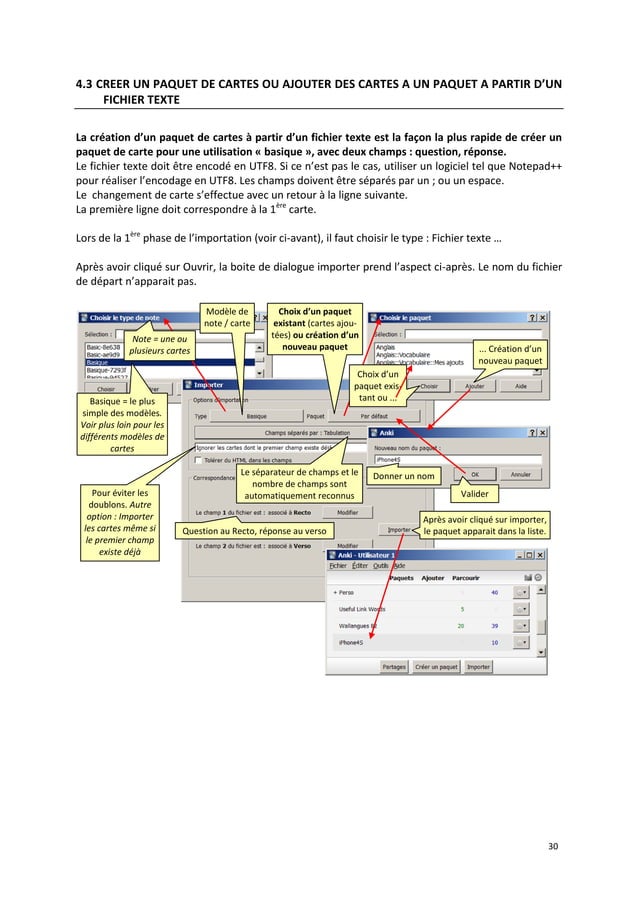 4.3 CREER UN PAQUET DE CARTES OU AJOUTER DES CARTES A UN PAQUET A PARTIR D’UN
FICHIER TEXTE
La création d’un paquet de cartes à partir d’un fichier texte est la façon la plus rapide de créer un
paquet de carte pour une utilisation « basique », avec deux champs : question, réponse.
Le fichier texte doit être encodé en UTF8. Si ce n’est pas le cas, utiliser un logiciel tel que Notepad++
pour réaliser l’encodage en UTF8. Les champs doivent être séparés par un ; ou un espace.
Le changement de carte s’effectue avec un retour à la ligne suivante.
La première ligne doit correspondre à la 1ère carte.
Lors de la 1ère phase de l’importation (voir ci-avant), il faut choisir le type : Fichier texte …
Après avoir cliqué sur Ouvrir, la boite de dialogue importer prend l’aspect ci-après. Le nom du fichier
de départ n’apparait pas.
Choisir le type de note
Sélection :
Basic-8e638
Basic-ae9d9
Basique
Basique-7293f
Basique-9d527
Choisir
Note = une ou
plusieurs cartes
Modèle de
note / carte
Choix d’un paquet
existant (cartes ajou-
tées) ou création d’un
nouveau paquet
Choisir le paquet
Sélection :
Anglais
Anglais::Vocabulaire
Anglais::Vocabulaire::Mes ajouts
Choisir
Ajouter
Aide
... Création d’un
nouveau paquet
Choix d’un
paquet exis-
tant ou ...
Basique = le plus
simple des modèles.
Voir plus loin pour les
différents modèles de
cartes
Importer
Options d'importation
Type
Basique
Paquet
Par défaut
Champs séparés par : Tabulation
Ignorer les cartes dont le premier champ existe déjà
Tolérer du HTML dans les champs
Correspondance
Le séparateur de champs et le
nombre de champs sont
automatiquement reconnus
Anki
Nouveau nom du paquet :
iPhone4S
OK
Annuler
Donner un nom
Valider
Pour éviter les
doublons. Autre
option : Importer
les cartes même si
le premier champ
existe déjà
Le champ 1 du fichier est : associé à Recto
Modifier
Question au Recto, réponse au verso
Le champ 2 du fichier est : associé à Verso
Modifier
Importer
Après avoir cliqué sur importer,
le paquet apparait dans la liste.
Anki - Utilisateur 1
Fichier Éditer Outils Aide
Paquets Ajouter Parcourir
+ Perso 40
Useful Link Words 5
Wallangues B2 20 39
iPhone4S 10
Partages
Créer un paquet
Importer
30